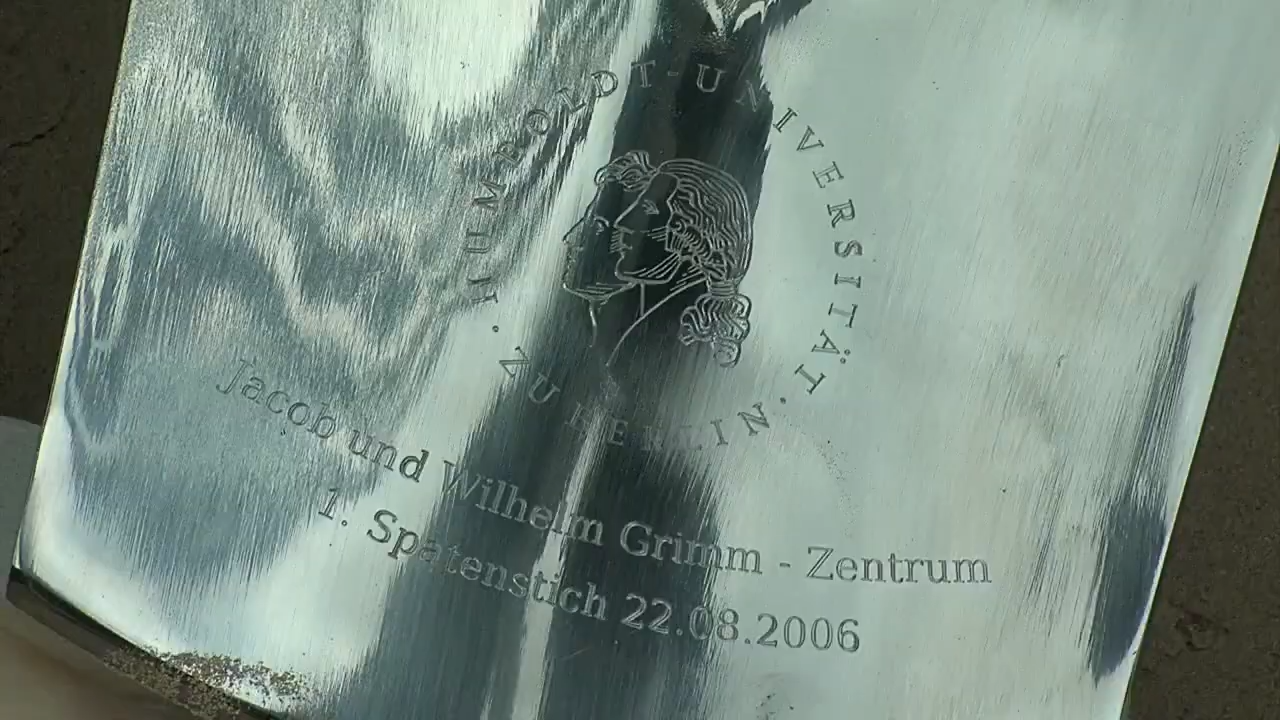 HUMBOLDT-UNIVERSITÄT · ZU BERLIN ·
Jacob und Wilhelm Grimm - Zentrum
1. Spatenstich 22.08.2006